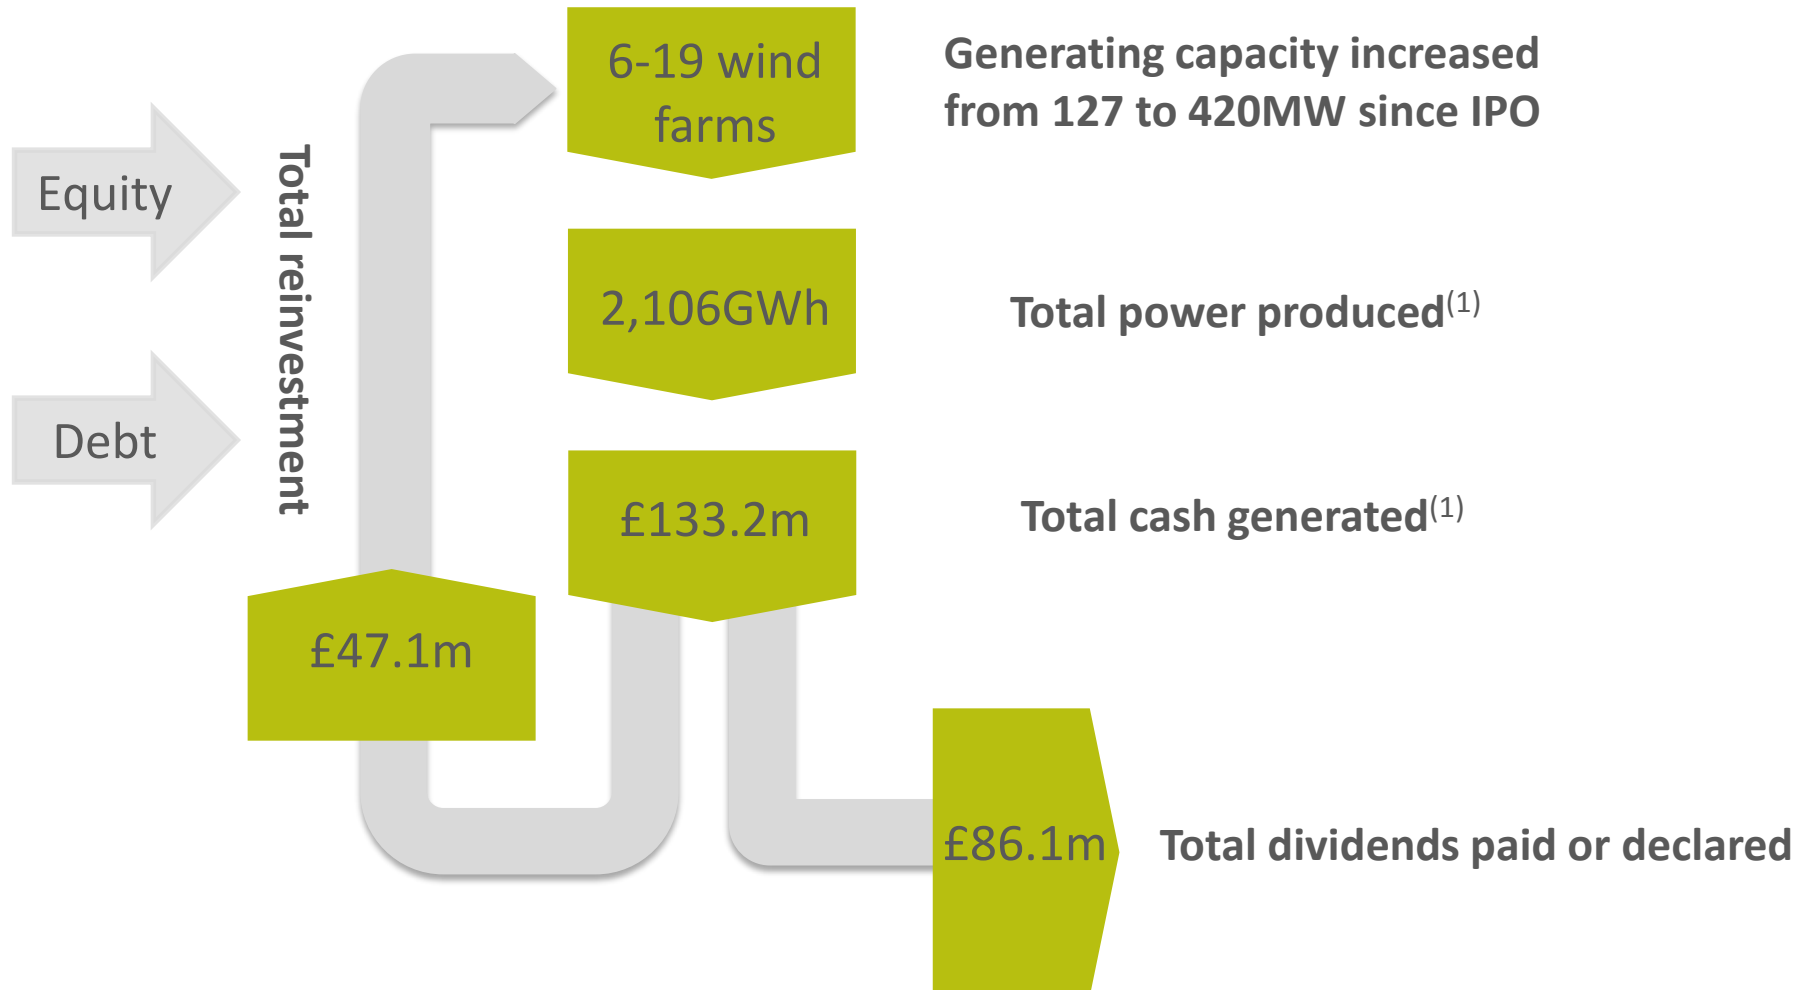 6-19 wind
farms
Generating capacity increased
from 127 to 420MW since IPO
Equity
Total reinvestment
2,106GWh
Total power produced(1)
Debt
£133.2m
Total cash generated(1)
£47.1m
£86.1m
Total dividends paid or declared